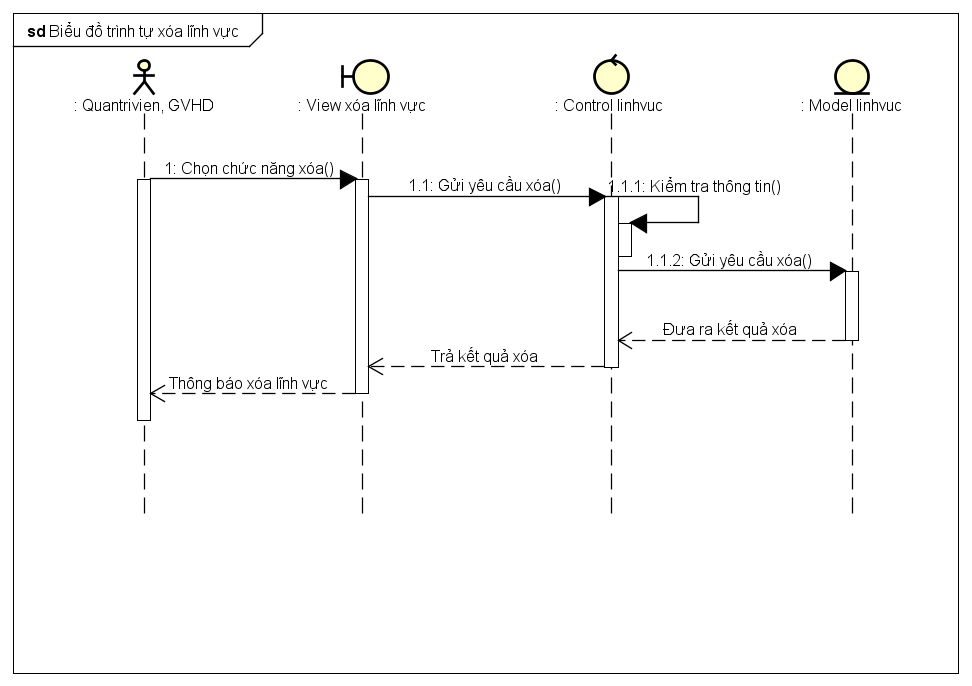 sd Biểu đồ trình tự xóa lĩnh vực
: Quantrivien, GVHD
: View xóa lĩnh vực
: Control linhvuc
: Model linhvuc
1: Chọn chức năng xóa()
1.1: Gửi yêu cầu xóa()
1.1.1: Kiểm tra thông tin()
1.1.2: Gửi yêu cầu xóa()
Đưa ra kết quả xóa
Trả kết quả xóa
Thông báo xóa lĩnh vực